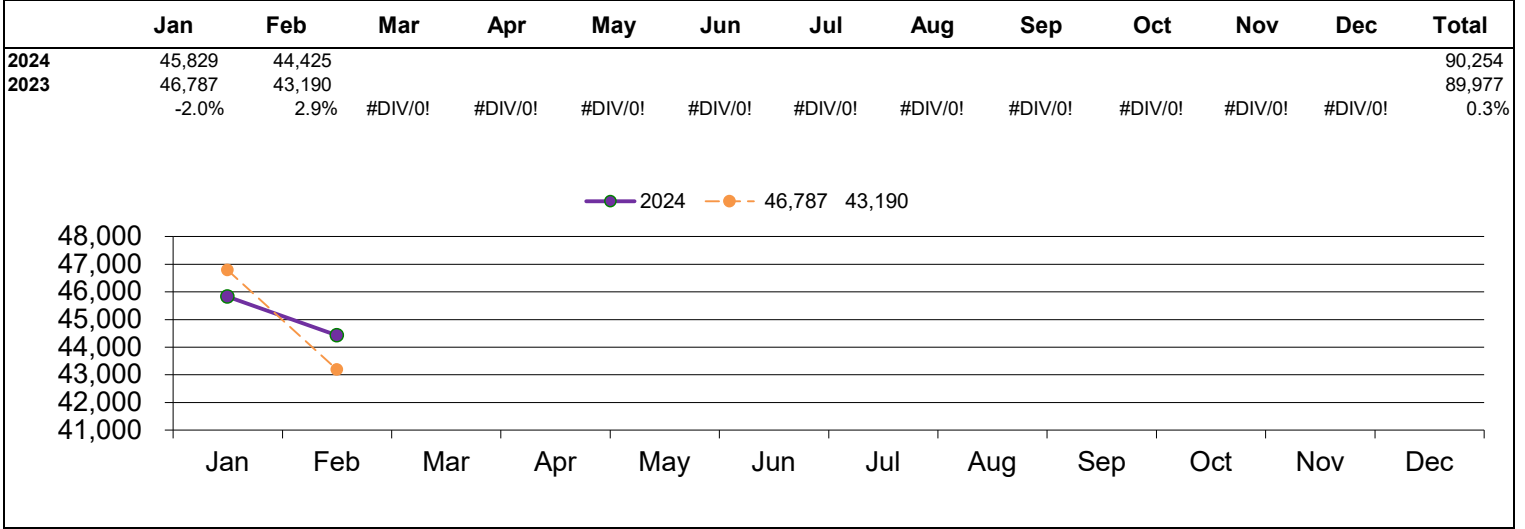 Jan Feb Mar Apr May Jun Jul Aug Sep Oct Nov Dec Total
2024 45,829 44,425 90,254
2023 46,787 43,190 89,977
-2.0% 2.9% #DIV/0! #DIV/0! #DIV/0! #DIV/0! #DIV/0! #DIV/0! #DIV/0! #DIV/0! #DIV/0! #DIV/0! 0.3%
2024 46,787 43,190
48,000
47,000
46,000
45,000
44,000
43,000
42,000
41,000
Jan Feb Mar Apr May Jun Jul Aug Sep Oct Nov Dec